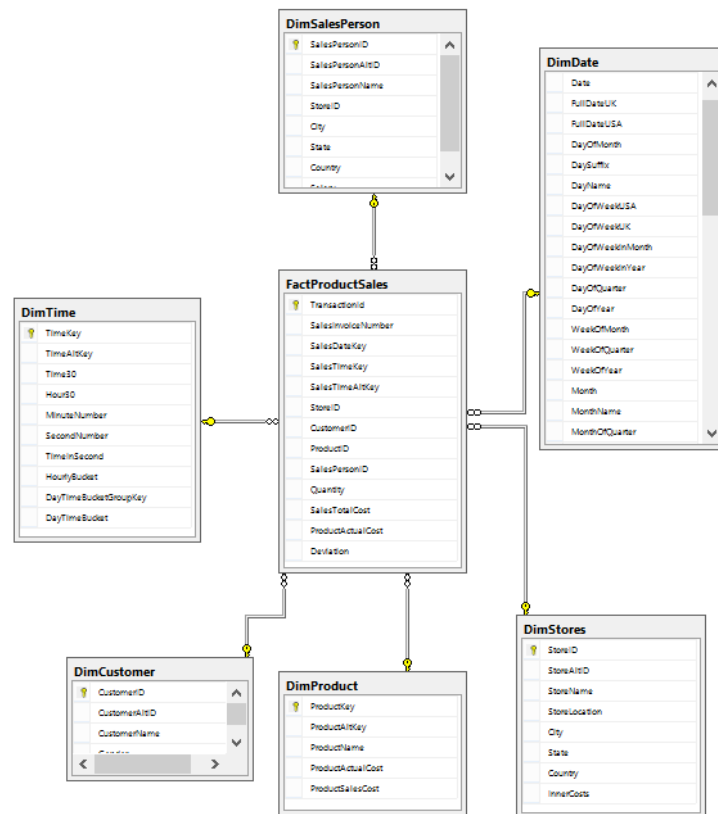 DimSalesPerson
SalesPersonID
SalesPersonAltID
SalesPersonName
StoreID
City
State
Country
DimDate
Date
FullDateUK
FullDateUSA
DayOfMonth
DaySuffix
DayName
DayOfWeekUSA
DayOfWeekUK
DayOfWeekInMonth
DayOfWeekInYear
DayOfQuarter
DayOfYear
WeekOfMonth
WeekOfQuarter
WeekOfYear
Month
MonthName
MonthOfQuarter
FactProductSales
TransactionId
SalesInvoiceNumber
SalesDateKey
SalesTimeKey
SalesTimeAltKey
StoreID
CustomerID
ProductID
SalesPersonID
Quantity
SalesTotalCost
ProductActualCost
Deviation
DimTime
TimeKey
TimeAltKey
Time30
Hour30
MinuteNumber
SecondNumber
TimeInSecond
HourlyBucket
DayTimeBucketGroupKey
DayTimeBucket
DimCustomer
CustomerID
CustomerAltID
CustomerName
DimProduct
ProductKey
ProductAltKey
ProductName
ProductActualCost
ProductSalesCost
DimStores
StoreID
StoreAltID
StoreName
StoreLocation
City
State
Country
InnerCosts